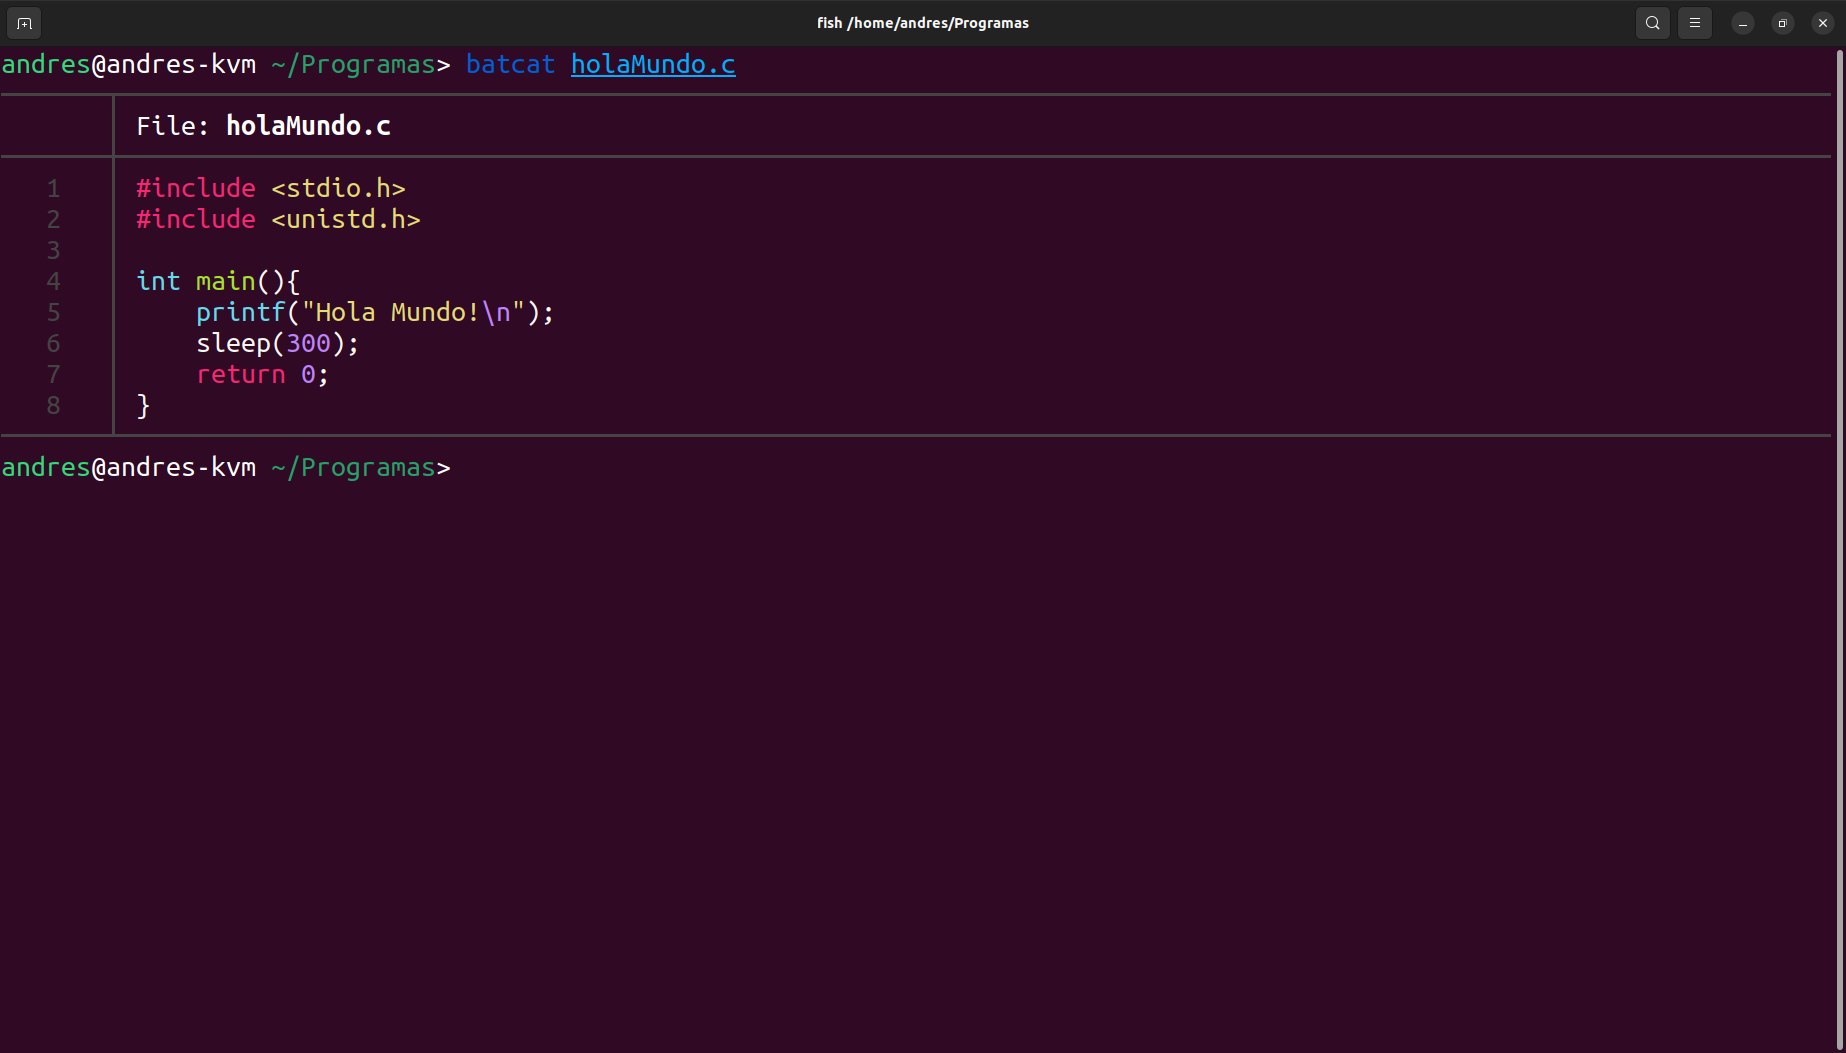 fish /home/andres/Programas
andres@andres-kvm ~/Programas> batcat holaMundo.c
File: holaMundo.c
1 #include <stdio.h>
2 #include <unistd.h>
3
4 int main(){
5     printf("Hola Mundo!\n");
6     sleep(300);
7     return 0;
8 }
andres@andres-kvm ~/Programas>